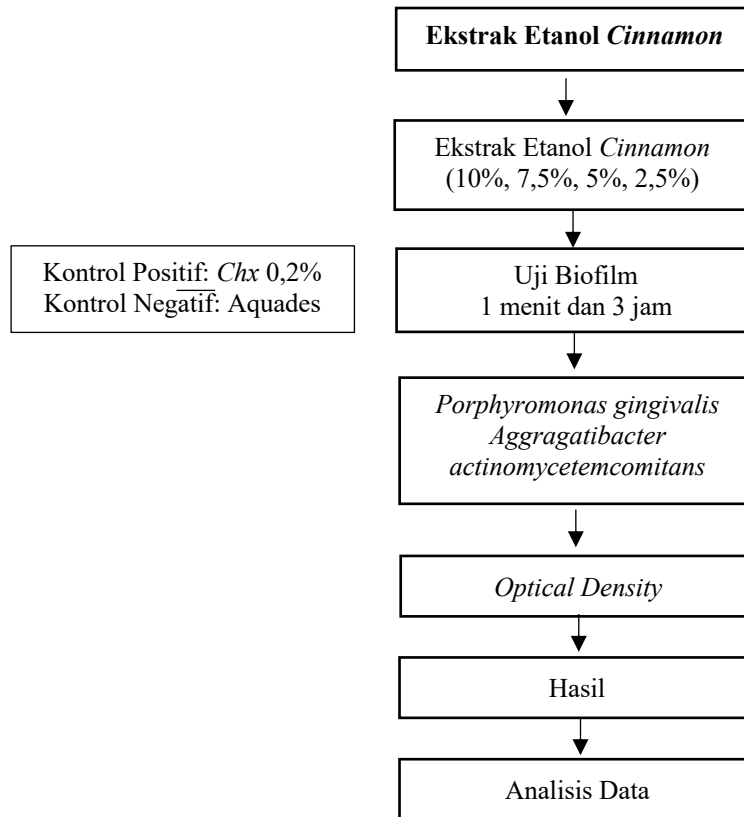 Ekstrak Etanol Cinnamon
Ekstrak Etanol Cinnamon
(10%, 7,5%, 5%, 2,5%)
Kontrol Positif: Chx 0,2%
Kontrol Negatif: Aquades
Uji Biofilm
1 menit dan 3 jam
Porphyromonas gingivalis
Aggragatibacter
actinomycetemcomitans
Optical Density
Hasil
Analisis Data